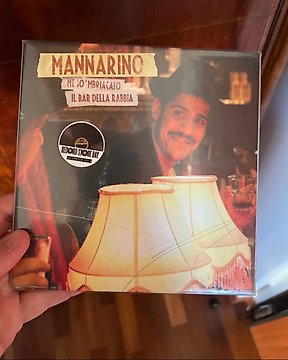 MANNARINO
ME SO' MBRIACATO
IL BAR DELLA RABBIA
RECORD STORE DAY